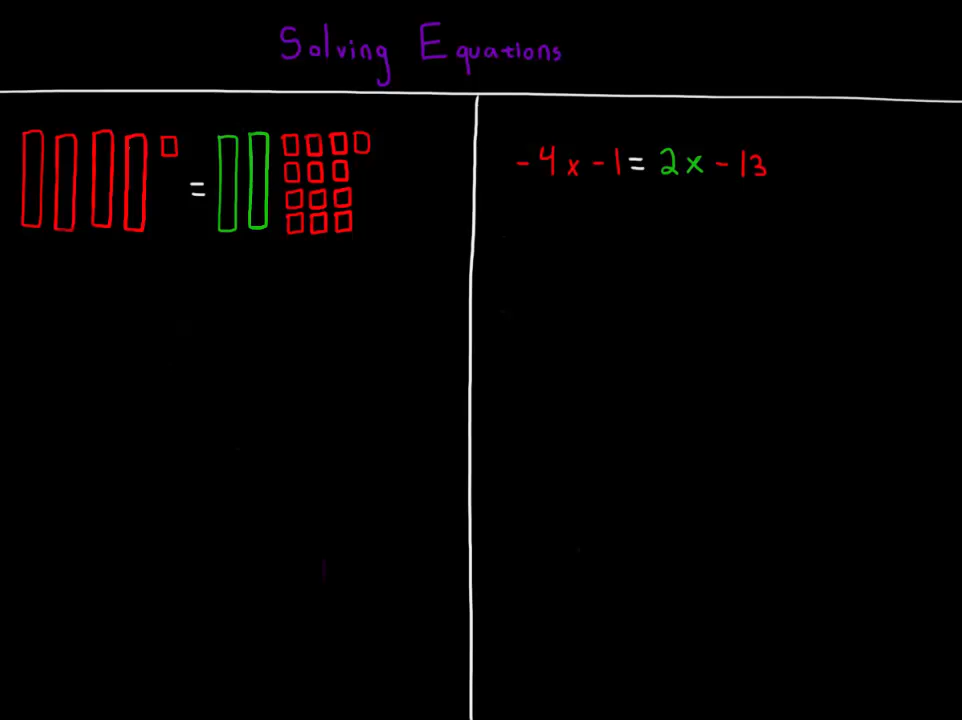 Solving Equations
=
-4x -1 = 2x -13